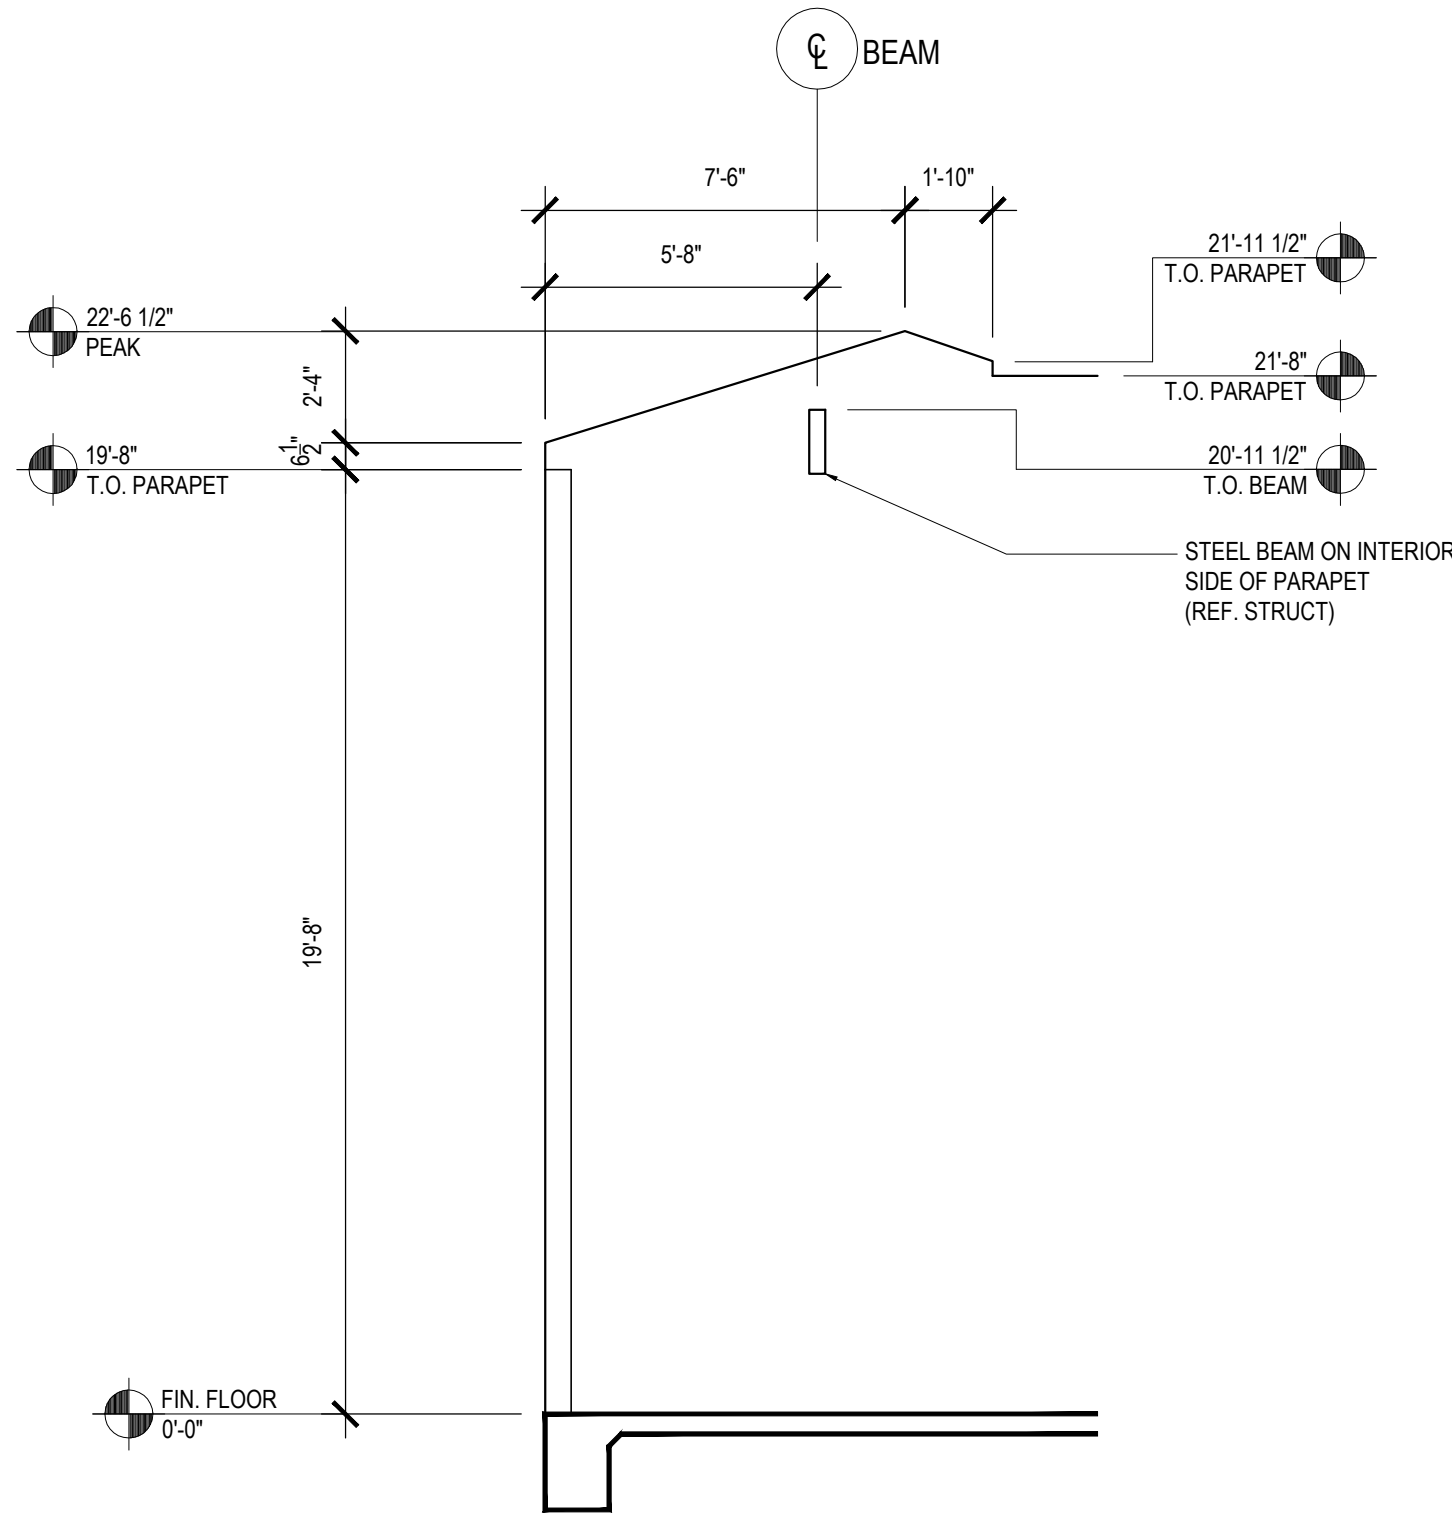 ℄ BEAM
7'-6"
1'-10"
5'-8"
21'-11 1/2"
T.O. PARAPET
22'-6 1/2"
PEAK
21'-8"
T.O. PARAPET
2'-4"
6 1/2"
19'-8"
T.O. PARAPET
20'-11 1/2"
T.O. BEAM
STEEL BEAM ON INTERIOR
SIDE OF PARAPET
(REF. STRUCT)
19'-8"
FIN. FLOOR
0'-0"